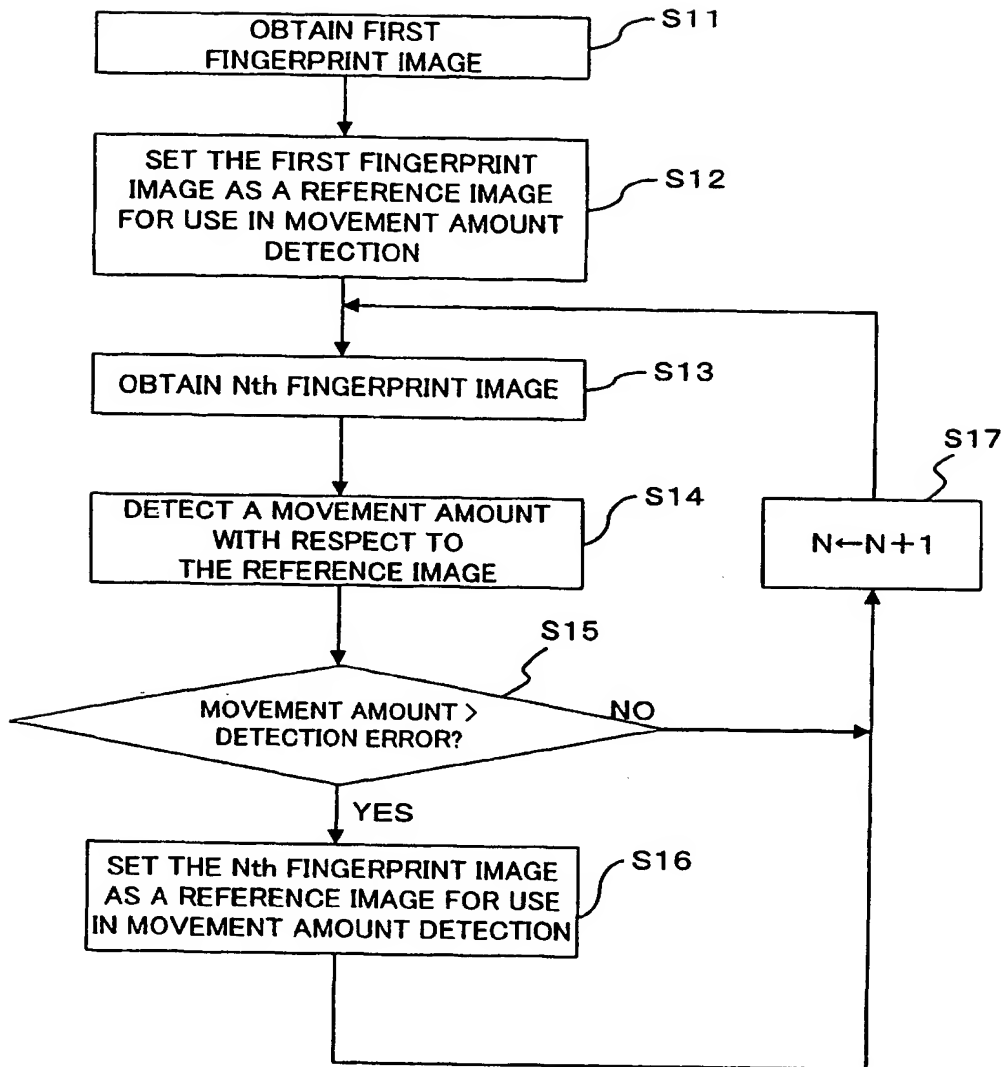 OBTAIN FIRST
FINGERPRINT IMAGE
S11
SET THE FIRST FINGERPRINT
IMAGE AS A REFERENCE IMAGE
FOR USE IN MOVEMENT AMOUNT
DETECTION
S12
OBTAIN Nth FINGERPRINT IMAGE
S13
DETECT A MOVEMENT AMOUNT
WITH RESPECT TO
THE REFERENCE IMAGE
S14
S17
N←N+1
S15
MOVEMENT AMOUNT >
DETECTION ERROR?
NO
YES
SET THE Nth FINGERPRINT IMAGE
AS A REFERENCE IMAGE FOR USE
IN MOVEMENT AMOUNT DETECTION
S16